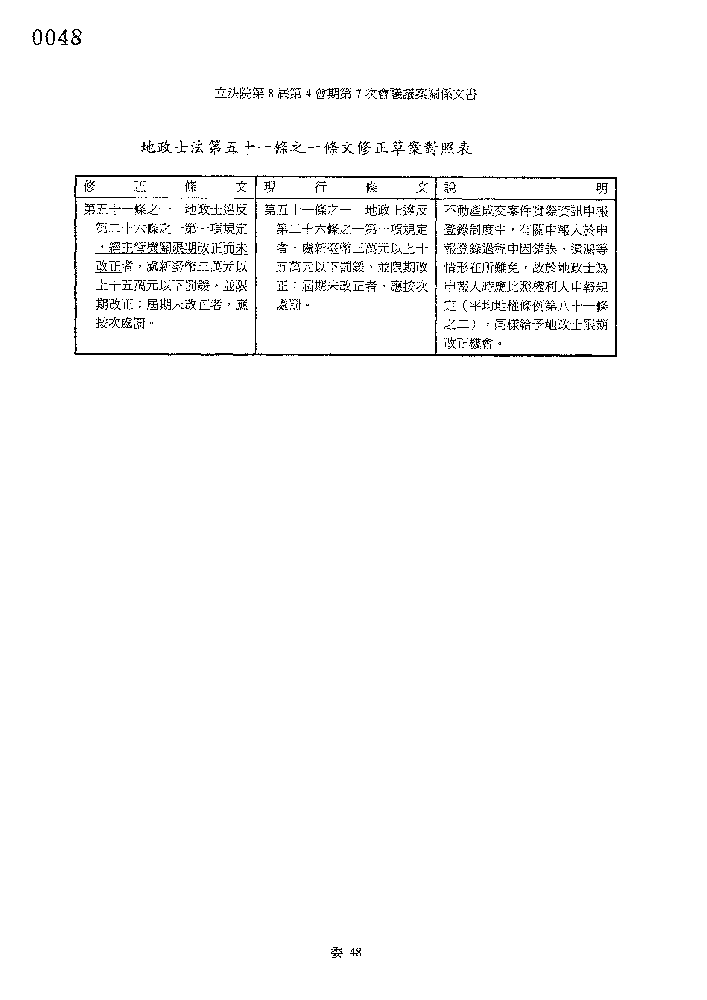 0048
立法院第 8 屆第 4 會期第 7 次會議議案關係文書
地政士法第五十一條之一條文修正草案對照表
修正條文
第五十一條之一　地政士違反
第二十六條之一第一項規定
，經主管機關限期改正而未
改正者，處新臺幣三萬元以
上十五萬元以下罰鍰，並限
期改正；屆期未改正者，應
按次處罰。
現行條文
第五十一條之一　地政士違反
第二十六條之一第一項規定
者，處新臺幣三萬元以上十
五萬元以下罰鍰，並限期改
正；屆期未改正者，應按次
處罰。
說明
不動產成交案件實際資訊申報
登錄制度中，有關申報人於申
報登錄過程中因錯誤、遺漏等
情形在所難免，故於地政士為
申報人時應比照權利人申報規
定（平均地權條例第八十一條
之二），同樣給予地政士限期
改正機會。
委 48